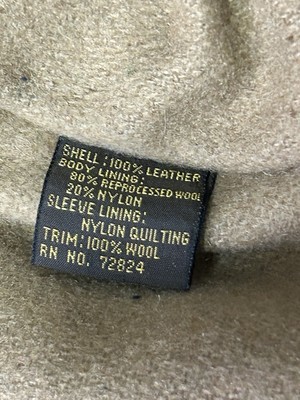 SHELL: 100% LEATHER
BODY LINING:
80% REPROCESSED WOOL
20% NYLON
SLEEVE LINING:
NYLON QUILTING
TRIM: 100% WOOL
RN NO. 72824